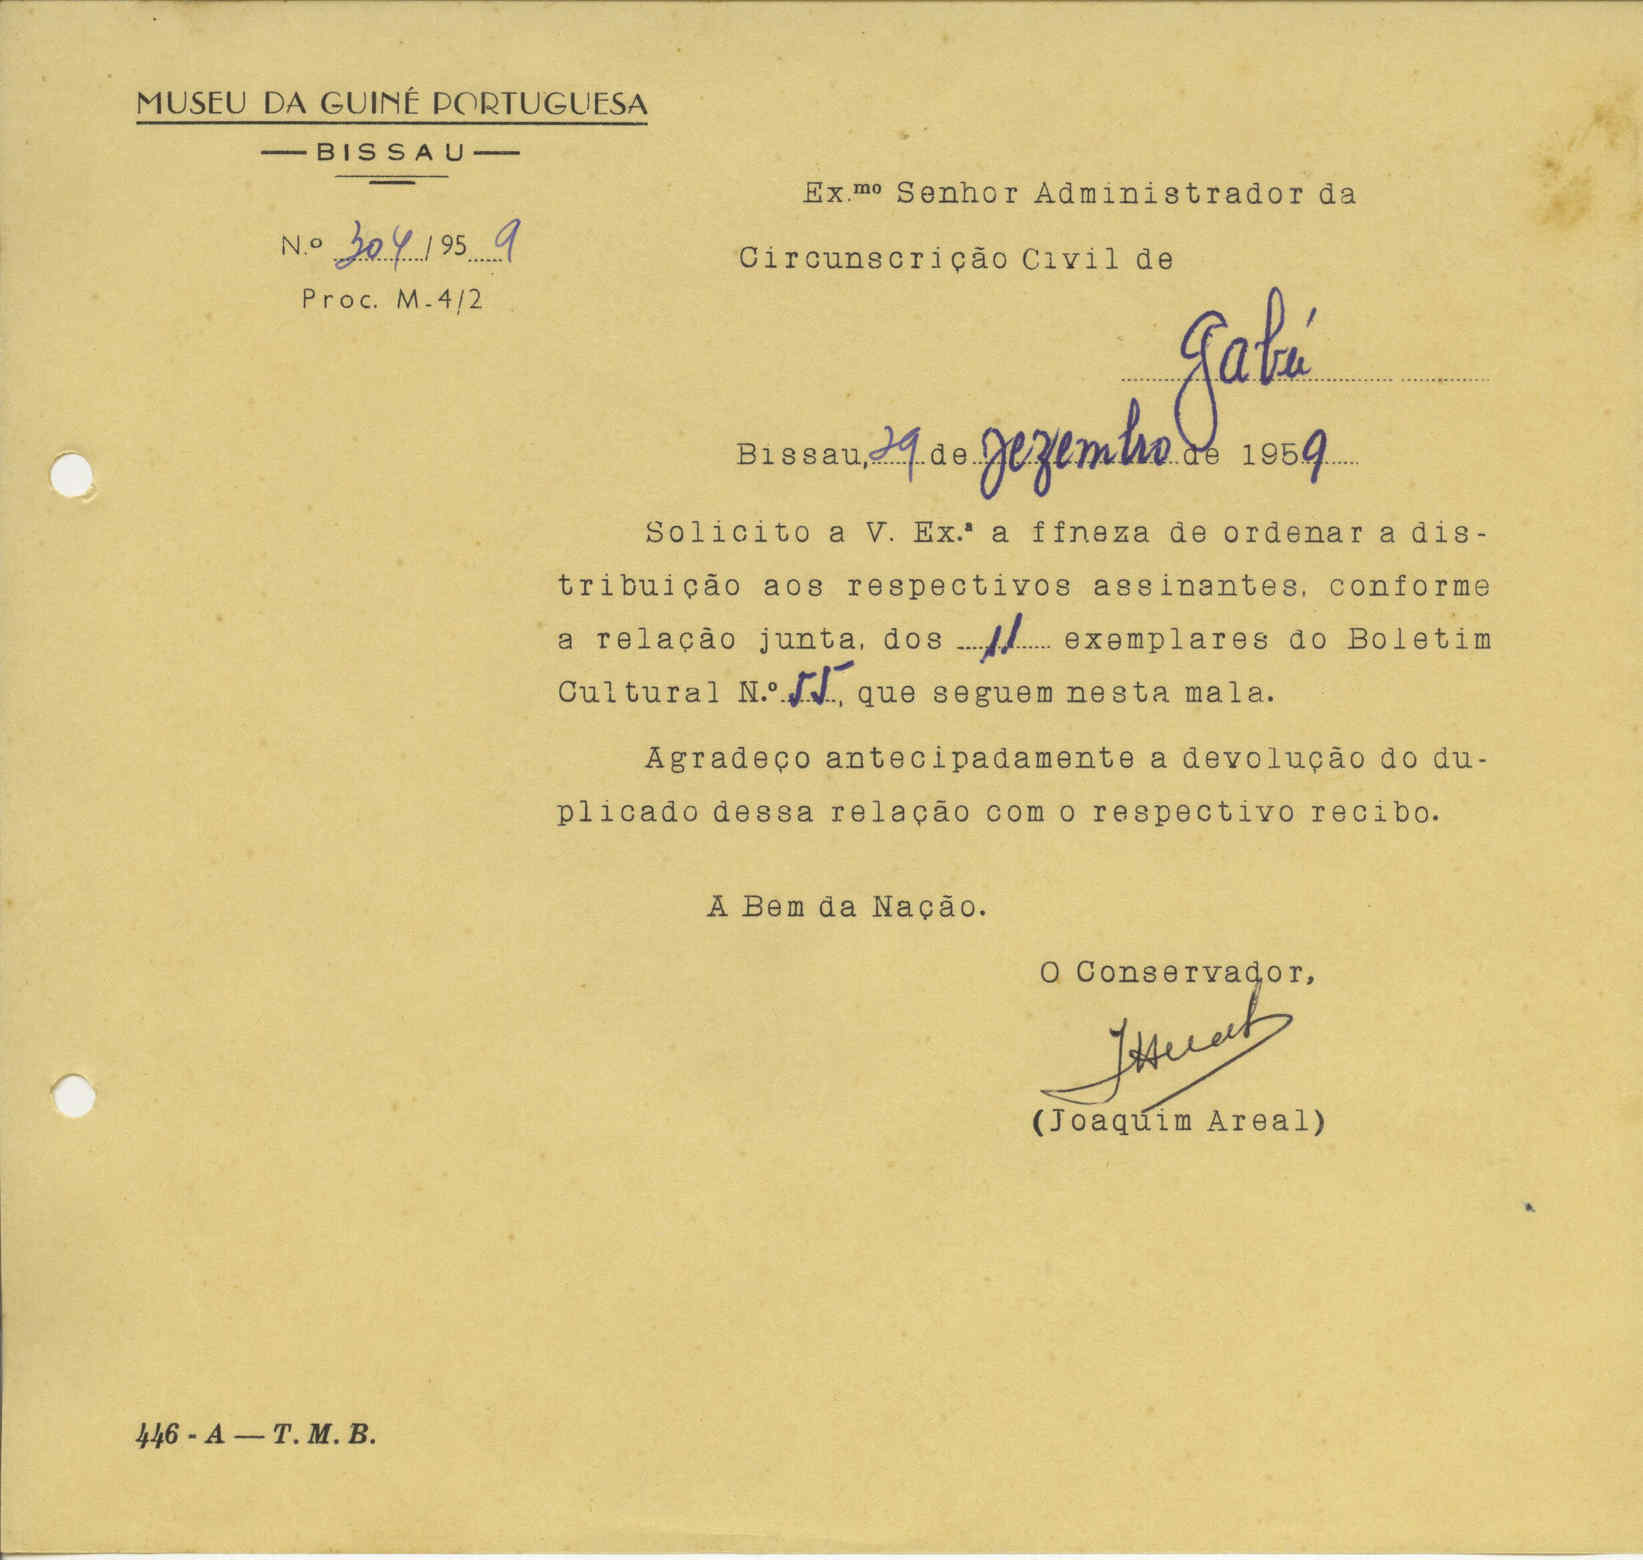 MUSEU DA GUINÉ PORTUGUESA
BISSAU
N.º 304/1959
Proc. M-4/2
Ex.mo Senhor Administrador da
Circunscrição Civil de
Gabú
Bissau, 29 de Dezembro de 1959
Solicito a V. Ex.ª a ffneza de ordenar a dis-
tribuição aos respectivos assinantes, conforme
a relação junta, dos 11 exemplares do Boletim
Cultural N.º 55, que seguem nesta mala.
Agradeço antecipadamente a devolução do du-
plicado dessa relação com o respectivo recibo.
A Bem da Nação.
O Conservador,
(Joaquim Areal)
446 - A — T. M. B.